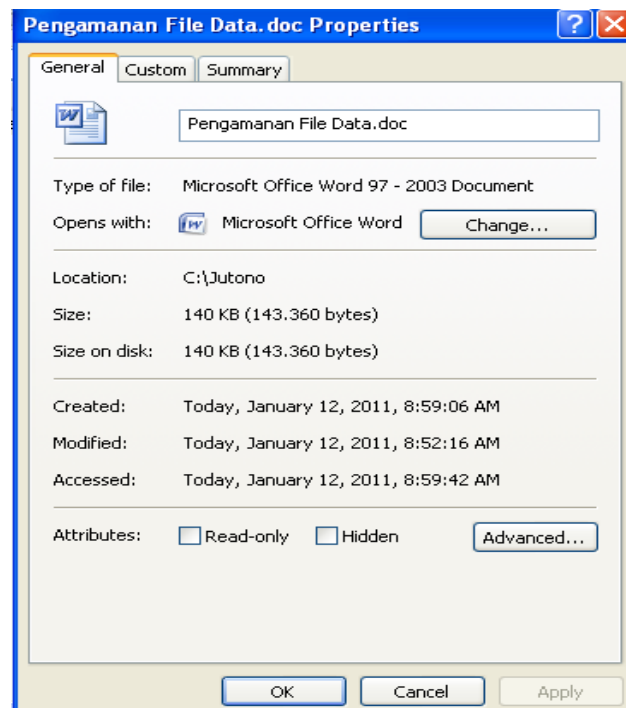 Pengamanan File Data.doc Properties
General Custom Summary
Pengamanan File Data.doc
Type of file: Microsoft Office Word 97 - 2003 Document
Opens with: Microsoft Office Word Change...
Location: C:\Jutono
Size: 140 KB (143.360 bytes)
Size on disk: 140 KB (143.360 bytes)
Created: Today, January 12, 2011, 8:59:06 AM
Modified: Today, January 12, 2011, 8:52:16 AM
Accessed: Today, January 12, 2011, 8:59:42 AM
Attributes: Read-only Hidden Advanced...
OK Cancel Apply